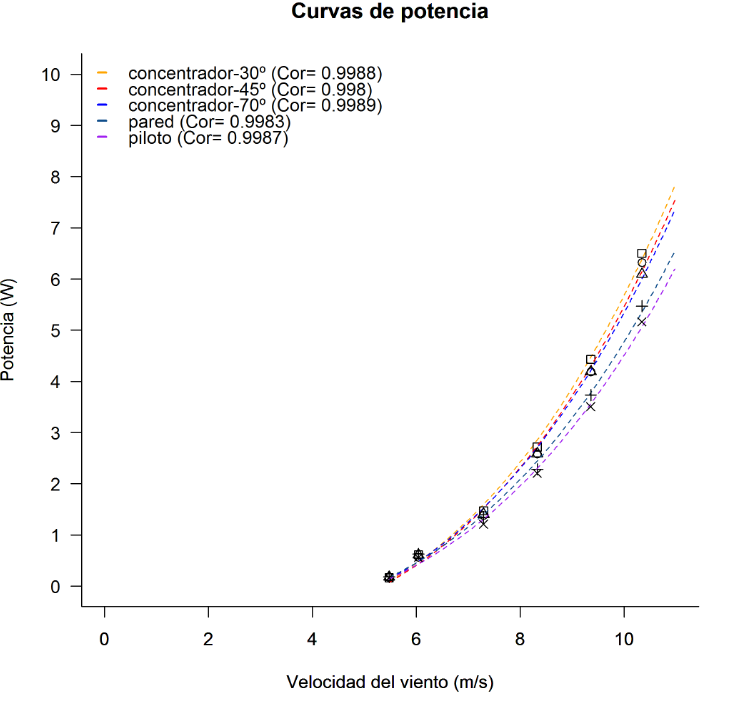 Curvas de potencia
concentrador-30º (Cor= 0.9988)
concentrador-45º (Cor= 0.998)
concentrador-70º (Cor= 0.9989)
pared (Cor= 0.9983)
piloto (Cor= 0.9987)
10
9
8
7
6
5
4
3
2
1
0
Potencia (W)
0 2 4 6 8 10
Velocidad del viento (m/s)